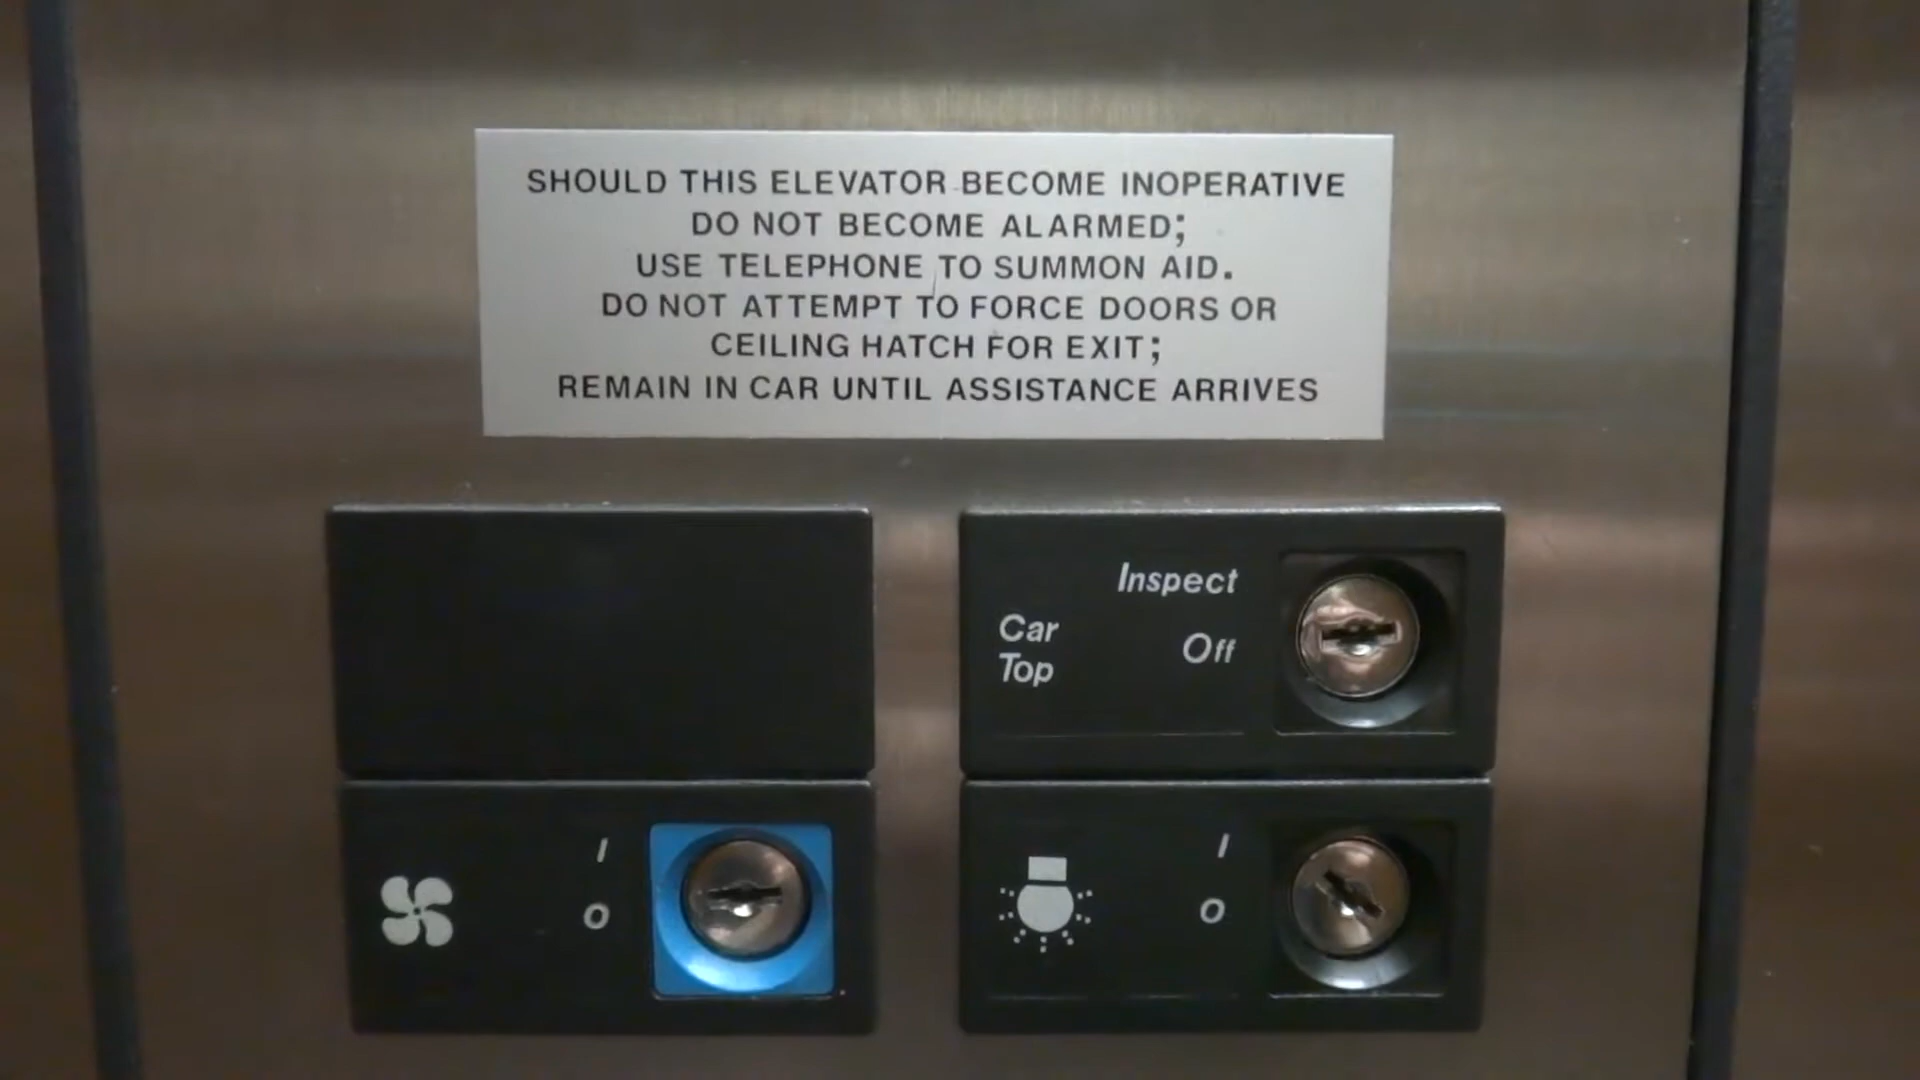 SHOULD THIS ELEVATOR BECOME INOPERATIVE
DO NOT BECOME ALARMED;
USE TELEPHONE TO SUMMON AID.
DO NOT ATTEMPT TO FORCE DOORS OR
CEILING HATCH FOR EXIT;
REMAIN IN CAR UNTIL ASSISTANCE ARRIVES
Inspect
Car
Top
Off
I
O
I
O